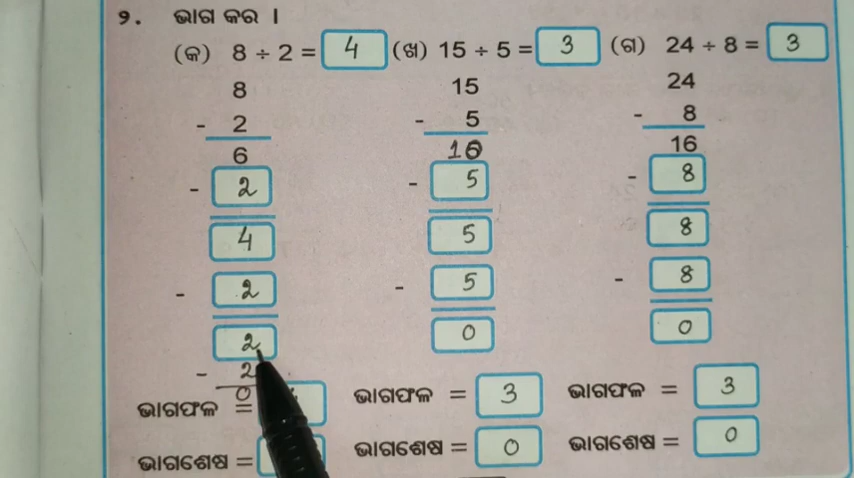 ୨. ଭାଗ କର ।
(କ) 8 ÷ 2 = 4 (ଖ) 15 ÷ 5 = 3 (ଗ) 24 ÷ 8 = 3
8 15 24
- 2 - 5 - 8
6 10 16
- 2 - 5 - 8
4 5 8
- 2 - 5 - 8
2 0 0
- 2
0
ଭାଗଫଳ = ଭାଗଫଳ = 3 ଭାଗଫଳ = 3
ଭାଗଶେଷ = ଭାଗଶେଷ = 0 ଭାଗଶେଷ = 0